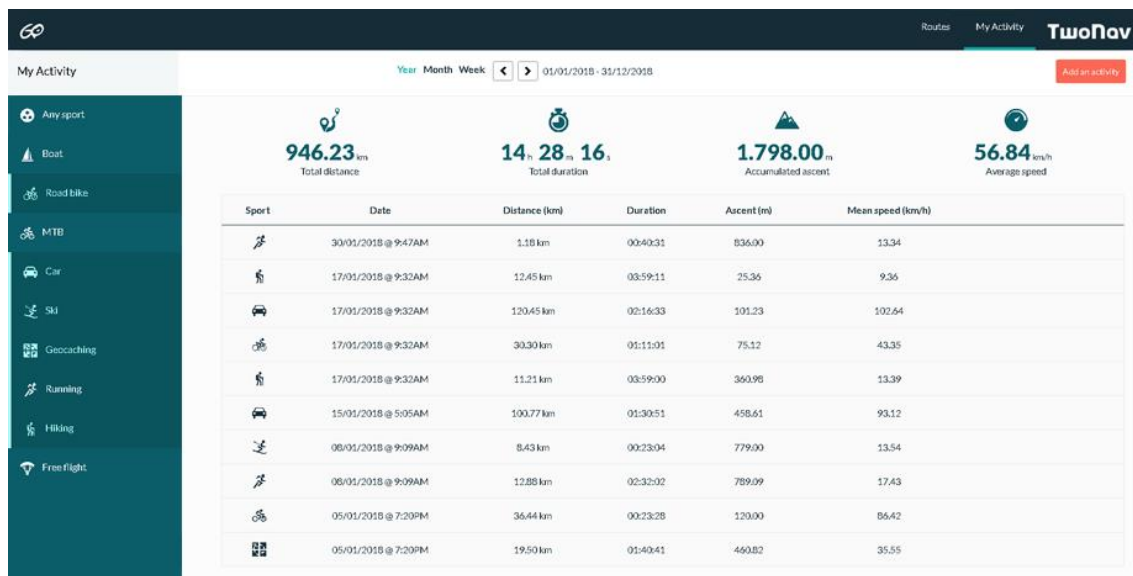 GO
Routes My Activity TwoNav
My Activity
Year Month Week 01/01/2018 - 31/12/2018
Add an activity
Any sport
Boat
Road bike
MTB
Car
Ski
Geocaching
Running
Hiking
Free flight
946.23 km 14 h 28 m 16 s 1.798.00 m 56.84 km/h
Total distance Total duration Accumulated ascent Average speed
Sport Date Distance (km) Duration Ascent (m) Mean speed (km/h)
30/01/2018 @ 9:47AM 1.18 km 00:40:31 836.00 13.34
17/01/2018 @ 9:32AM 12.45 km 03:59:11 25.36 9.36
17/01/2018 @ 9:32AM 120.45 km 02:16:33 101.23 102.64
17/01/2018 @ 9:32AM 30.30 km 01:11:01 75.12 43.35
17/01/2018 @ 9:32AM 11.21 km 03:59:00 360.98 13.39
15/01/2018 @ 5:05AM 100.77 km 01:30:51 458.61 93.12
08/01/2018 @ 9:09AM 8.43 km 00:23:04 779.00 13.54
08/01/2018 @ 9:09AM 12.88 km 02:32:02 789.09 17.43
05/01/2018 @ 7:20PM 36.44 km 00:23:28 120.00 86.42
05/01/2018 @ 7:20PM 19.50 km 01:40:41 460.82 35.55